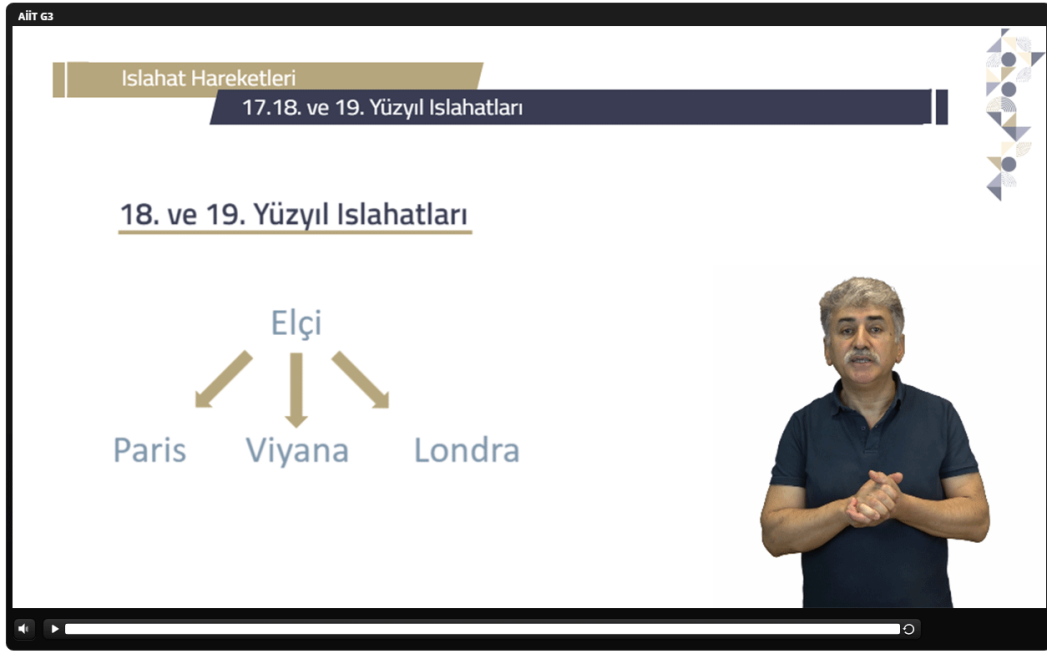 AİİT G3
Islahat Hareketleri
17.18. ve 19. Yüzyıl Islahatları
18. ve 19. Yüzyıl Islahatları
Elçi
Paris Viyana Londra